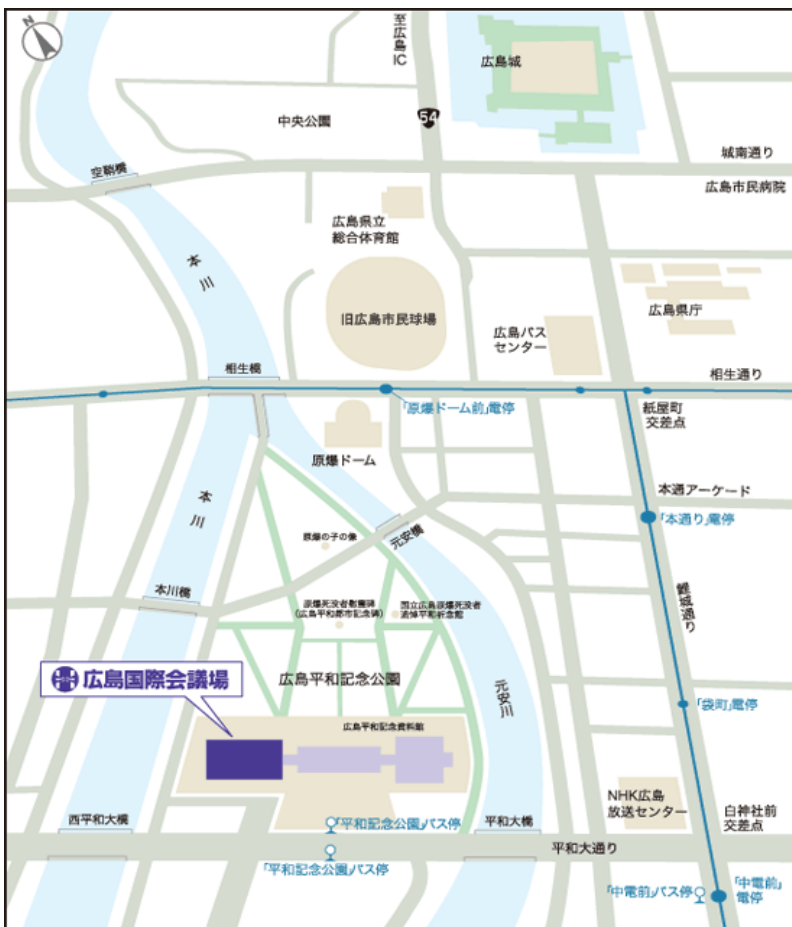 N
至広島IC
54
広島城
中央公園
城南通り
空鞘橋
広島市民病院
広島県立
総合体育館
本川
旧広島市民球場
広島バス
センター
広島県庁
相生橋
相生通り
「原爆ドーム前」電停
紙屋町
交差点
原爆ドーム
本通アーケード
本川
「本通り」電停
原爆の子の像
元安橋
本川橋
鯉城通り
原爆死没者慰霊碑
(広島平和都市記念碑)
国立広島原爆死没者
追悼平和祈念館
広島国際会議場
広島平和記念公園
元安川
「袋町」電停
広島平和記念資料館
NHK広島
放送センター
白神社前
交差点
西平和大橋
「平和記念公園」バス停
平和大橋
平和大通り
「平和記念公園」バス停
「中電前」バス停
「中電前」
電停